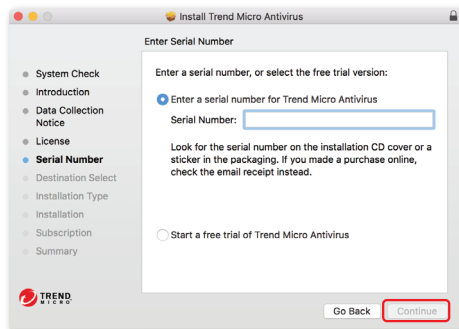 Install Trend Micro Antivirus
Enter Serial Number
System Check
Introduction
Data Collection
Notice
License
Serial Number
Destination Select
Installation Type
Installation
Subscription
Summary
Enter a serial number, or select the free trial version:
Enter a serial number for Trend Micro Antivirus
Serial Number:
Look for the serial number on the installation CD cover or a
sticker in the packaging. If you made a purchase online,
check the email receipt instead.
Start a free trial of Trend Micro Antivirus
TREND
MICRO
Go Back
Continue